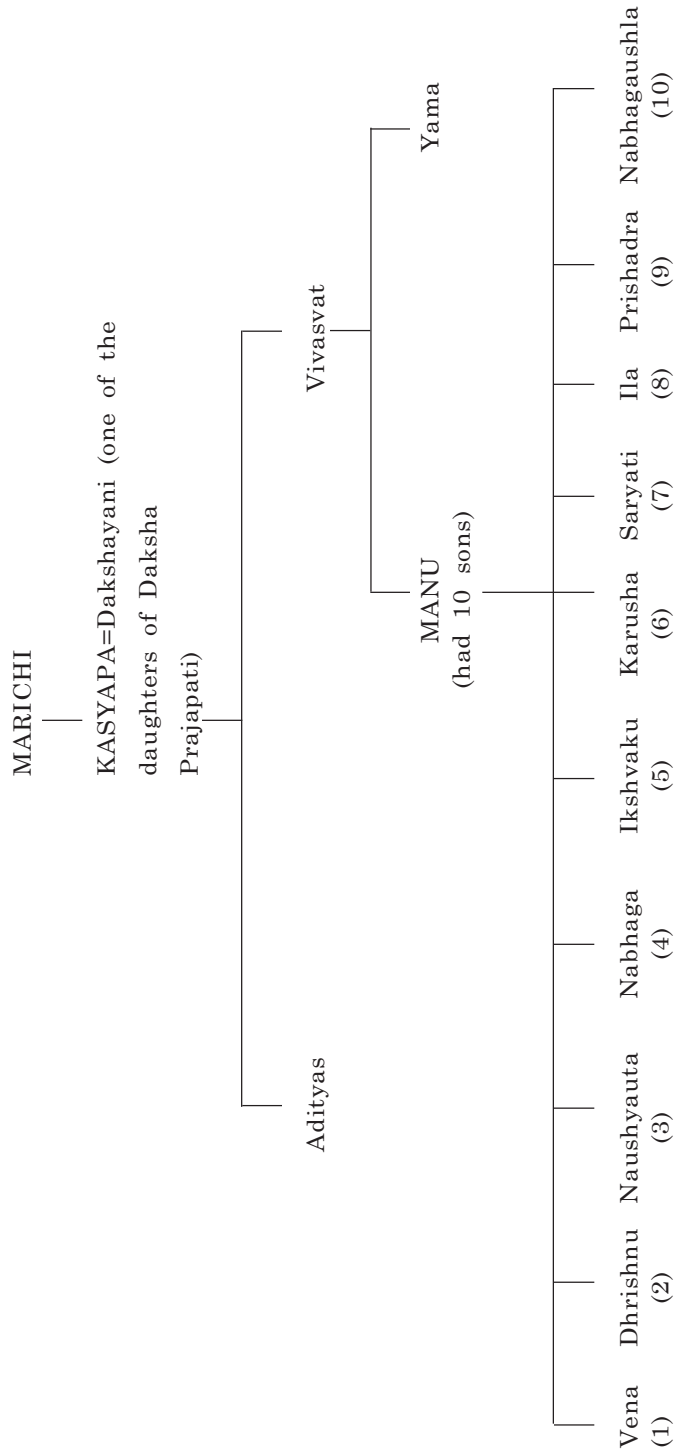 MARICHI
KASYAPA=Dakshayani (one of the
daughters of Daksha
Prajapati)
Adityas
Vivasvat
MANU
(had 10 sons)
Yama
Vena
(1)
Dhrishnu
(2)
Naushyauta
(3)
Nabhaga
(4)
Ikshvaku
(5)
Karusha
(6)
Saryati
(7)
Ila
(8)
Prishadra
(9)
Nabhagaushla
(10)